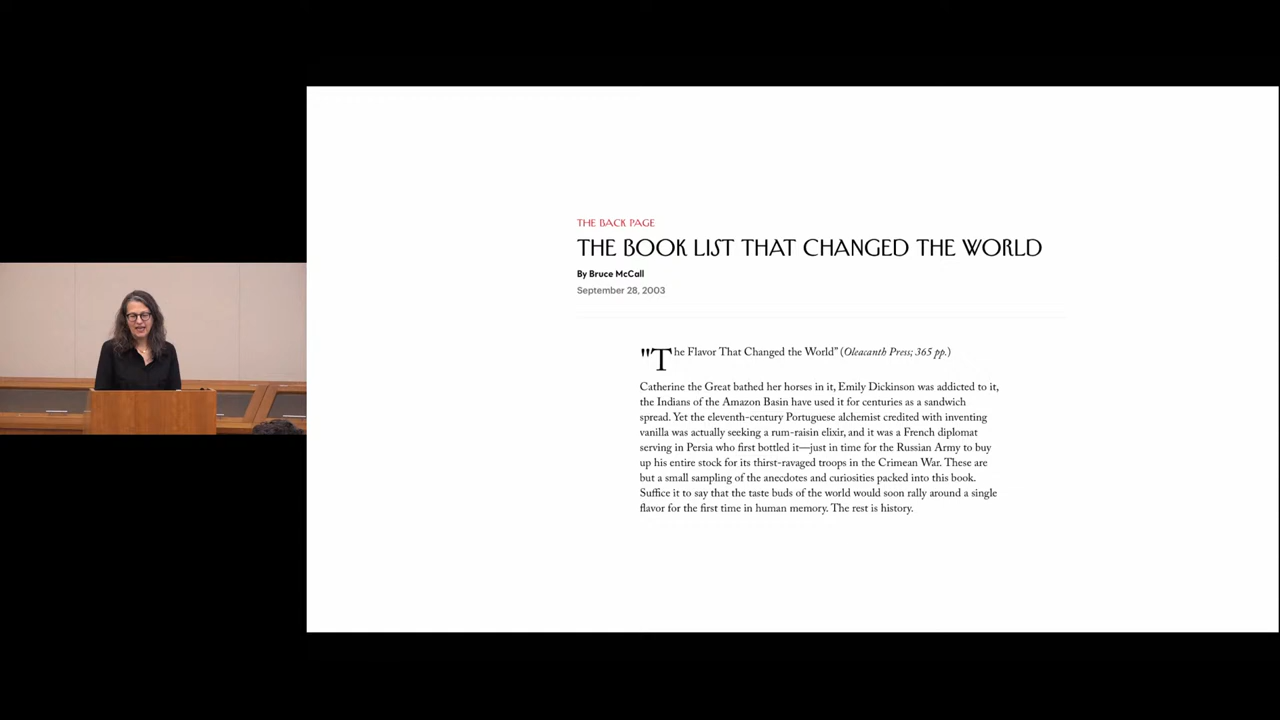 THE BACK PAGE
THE BOOK LIST THAT CHANGED THE WORLD
By Bruce McCall
September 28, 2003
"The Flavor That Changed the World" (Oleacanth Press; 365 pp.)
Catherine the Great bathed her horses in it, Emily Dickinson was addicted to it,
the Indians of the Amazon Basin have used it for centuries as a sandwich
spread. Yet the eleventh-century Portuguese alchemist credited with inventing
vanilla was actually seeking a rum-raisin elixir, and it was a French diplomat
serving in Persia who first bottled it—just in time for the Russian Army to buy
up his entire stock for its thirst-ravaged troops in the Crimean War. These are
but a small sampling of the anecdotes and curiosities packed into this book.
Suffice it to say that the taste buds of the world would soon rally around a single
flavor for the first time in human memory. The rest is history.